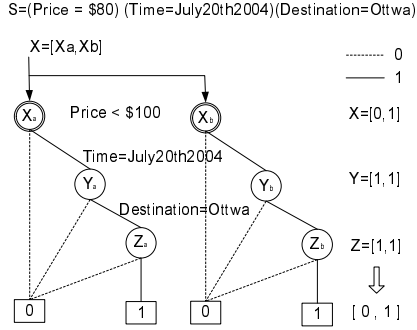 S=(Price = $80) (Time=July20th2004)(Destination=Ottwa)
X=[Xa,Xb]
0
1
Xa
Price < $100
Xb
X=[0,1]
Time=July20th2004
Ya
Yb
Y=[1,1]
Destination=Ottwa
Za
Zb
Z=[1,1]
0
1
0
1
[ 0 , 1 ]